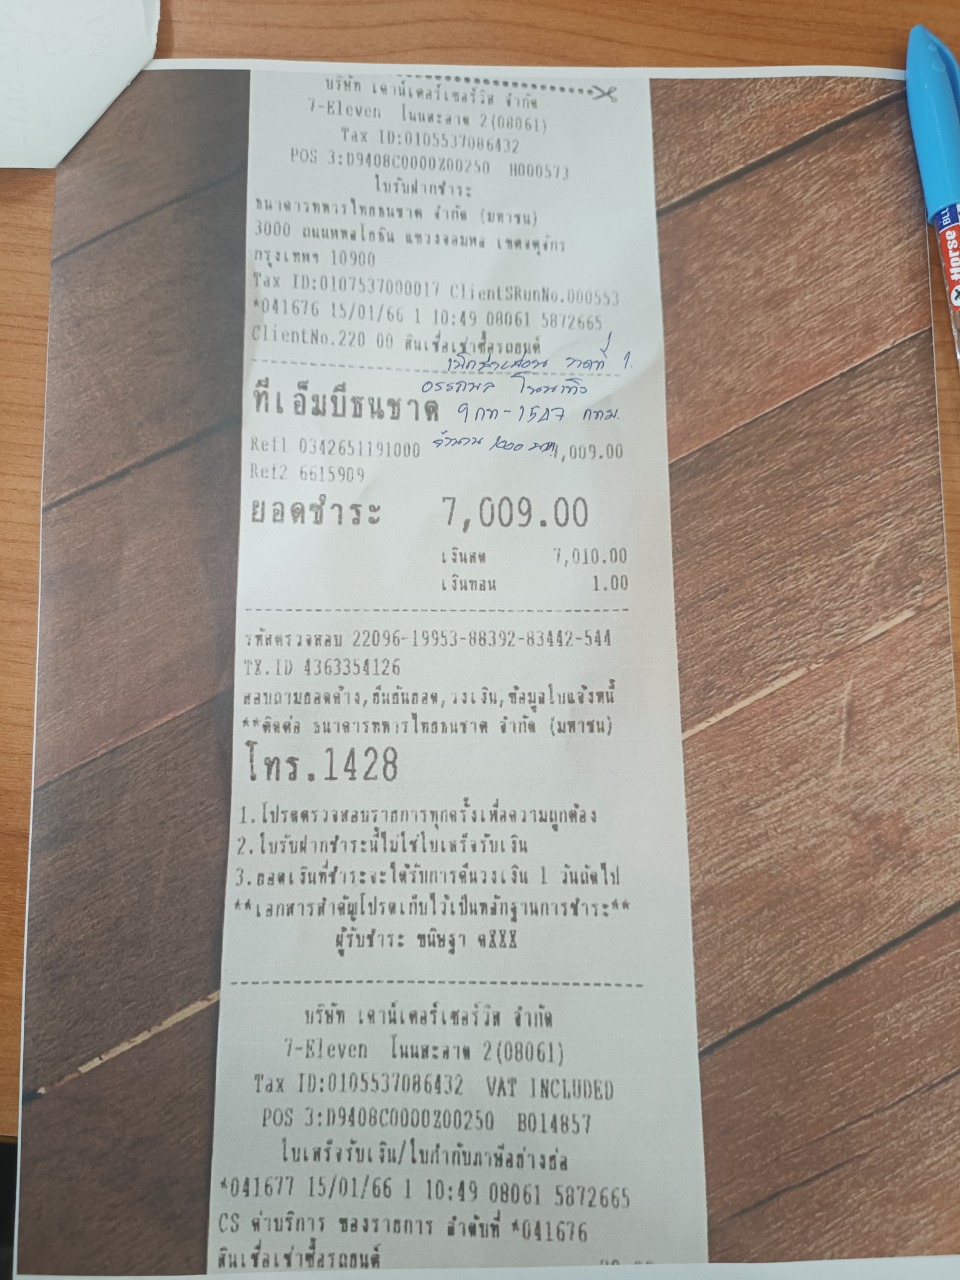 บริษัท เคาน์เตอร์เซอร์วิส จำกัด
7-Eleven โนนสะอาด 2(08061)
Tax ID:0105537086432
POS 3:D9408C0000Z00250 H000573
ใบรับฝากชำระ
ธนาคารทหารไทยธนชาต จำกัด (มหาชน)
3000 ถนนพหลโยธิน แขวงจอมพล เขตจตุจักร
กรุงเทพฯ 10900
Tax ID:0107537000017 ClientSRunNo.000553
*041676 15/01/66 1 10:49 08061 5872665
ClientNo.220 00 สินเชื่อเช่าซื้อรถยนต์
งวดที่ 1.
ทีเอ็มบีธนชาต
9กท-1547 กทม.
Ref1 0342651191000
จำนวน
,009.00
Ref2 6615909
ยอดชำระ 7,009.00
เงินสด 7,010.00
เงินทอน 1.00
รหัสตรวจสอบ 22096-19953-88392-83442-544
TX.ID 4363354126
สอบถามยอดค้าง,ยืนยันยอด,วงเงิน,ข้อมูลใบแจ้งหนี้
**ติดต่อ ธนาคารทหารไทยธนชาต จำกัด (มหาชน)
โทร.1428
1.โปรดตรวจสอบรายการทุกครั้งเพื่อความถูกต้อง
2.ใบรับฝากชำระนี้ไม่ใช่ใบเสร็จรับเงิน
3.ยอดเงินที่ชำระจะได้รับการคืนวงเงิน 1 วันถัดไป
**เอกสารสำคัญโปรดเก็บไว้เป็นหลักฐานการชำระ**
ผู้รับชำระ ขนิษฐา คXXX
บริษัท เคาน์เตอร์เซอร์วิส จำกัด
7-Eleven โนนสะอาด 2(08061)
Tax ID:0105537086432 VAT INCLUDED
POS 3:D9408C0000Z00250 B014857
ใบเสร็จรับเงิน/ใบกำกับภาษีอย่างย่อ
*041677 15/01/66 1 10:49 08061 5872665
CS ค่าบริการ ของรายการ ลำดับที่ *041676
สินเชื่อเช่าซื้อรถยนต์
Horse